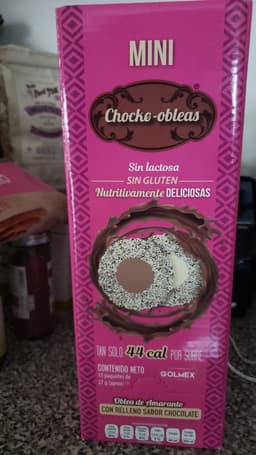 MINI
Chocke-obleas
Sin lactosa
SIN GLUTEN
Nutritivamente DELICIOSAS
TAN SOLO 44 cal POR SOBRE
CONTENIDO NETO
GOLMEX
Oblea de Amaranto
CON RELLENO SABOR CHOCOLATE